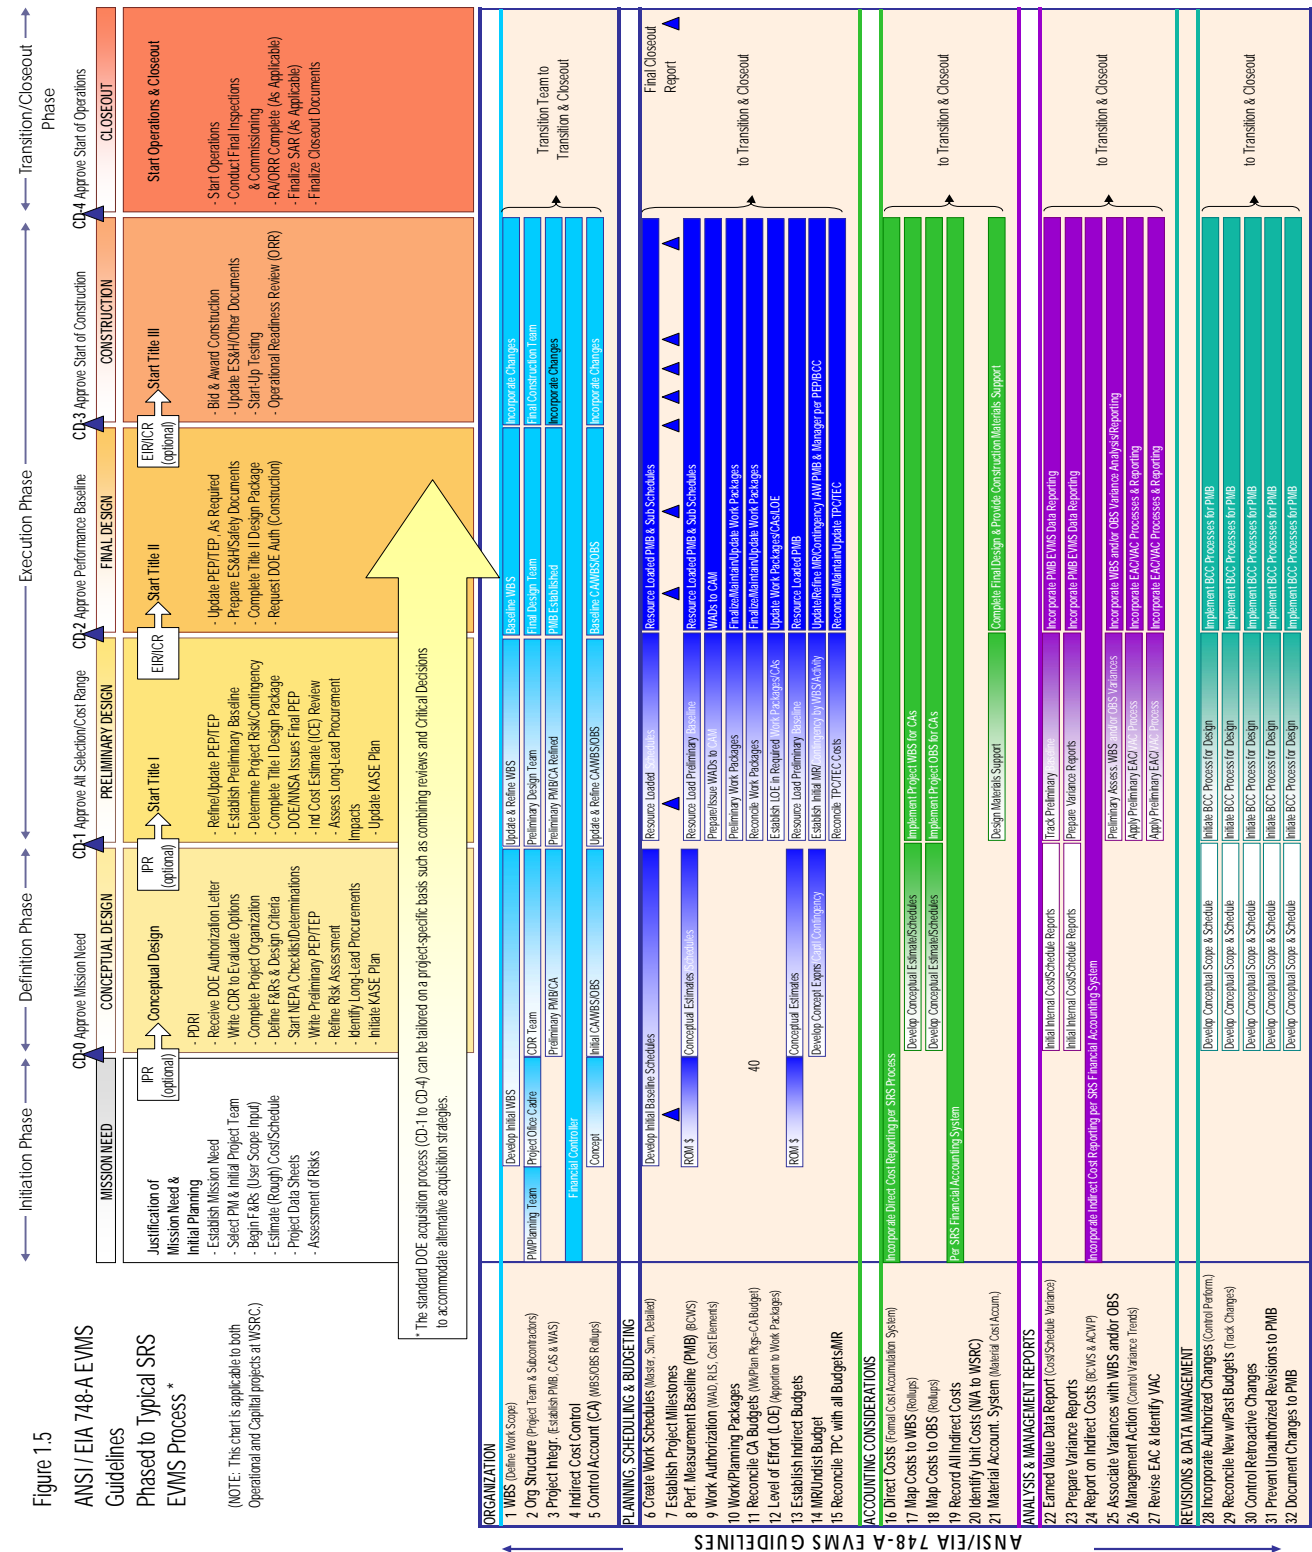 Figure 1.5
ANSI / EIA 748-A EVMS
Guidelines
Phased to Typical SRS
EVMS Process *
(NOTE: This chart is applicable to both
Operational and Capital projects at WSRC.)
Initiation Phase
Definition Phase
Execution Phase
Transition/Closeout
Phase
CD-0 Approve Mission Need
CD-1 Approve Alt Selection/Cost Range
CD-2 Approve Performance Baseline
CD-3 Approve Start of Construction
CD-4 Approve Start of Operations
MISSION NEED
CONCEPTUAL DESIGN
PRELIMINARY DESIGN
FINAL DESIGN
CONSTRUCTION
CLOSEOUT
Justification of
Mission Need &
Initial Planning
- Establish Mission Need
- Select PM & Initial Project Team
- Begin F&Rs (User Scope Input)
- Estimate (Rough) Cost/Schedule
- Project Data Sheets
- Assessment of Risks
IPR
(optional)
Conceptual Design
- PDRI
- Receive DOE Authorization Letter
- Write CDR to Evaluate Options
- Complete Project Organization
- Define F&Rs & Design Criteria
- Start NEPA Checklist/Determinations
- Write Preliminary PEP/TEP
- Refine Risk Assessment
- Identify Long-Lead Procurements
- Initiate KASE Plan
IPR
(optional)
Start Title I
- Refine/Update PEP/TEP
- Establish Preliminary Baseline
- Determine Project Risk/Contingency
- Complete Title I Design Package
- DOE/NNSA Issues Final PEP
- Ind Cost Estimate (ICE) Review
- Assess Long-Lead Procurement
Impacts
- Update KASE Plan
EIR/ICR
Start Title II
- Update PEP/TEP, As Required
- Prepare ES&H/Safety Documents
- Complete Title II Design Package
- Request DOE Auth (Construction)
EIR/ICR
(optional)
Start Title III
- Bid & Award Construction
- Update ES&H/Other Documents
- Start-Up Testing
- Operational Readiness Review (ORR)
Start Operations & Closeout
- Start Operations
- Conduct Final Inspections
& Commissioning
- RA/ORR Complete (As Applicable)
- Finalize SAR (As Applicable)
- Finalize Closeout Documents
* The standard DOE acquisition process (CD-1 to CD-4) can be tailored on a project-specific basis such as combining reviews and Critical Decisions
to accommodate alternative acquisition strategies.
ANSI/EIA 748-A EVMS GUIDELINES
ORGANIZATION
1 WBS (Define Work Scope)
Develop Initial WBS
Update & Refine WBS
Baseline WBS
Incorporate Changes
2 Org Structure (Project Team & Subcontractors)
PM/Planning Team
Project Office Cadre
CDR Team
Preliminary Design Team
Final Design Team
Final Construction Team
3 Project Integr. (Establish PMB, CAS & WAS)
Preliminary PMB/CA
Preliminary PMB/CA Refined
PMB Established
Incorporate Changes
4 Indirect Cost Control
Financial Controller
5 Control Account (CA) (WBS/OBS Rollups)
Concept
Initial CA/WBS/OBS
Update & Refine CA/WBS/OBS
Baseline CA/WBS/OBS
Incorporate Changes
Transition Team to
Transition & Closeout
PLANNING, SCHEDULING & BUDGETING
6 Create Work Schedules (Master, Sum, Detailed)
Develop Initial Baseline Schedules
Resource Loaded Schedules
Resource Loaded PMB & Sub Schedules
7 Establish Project Milestones
Final Closeout
Report
8 Perf. Measurement Baseline (PMB) (BCWS)
ROM $
Conceptual Estimates Schedules
Resource Load Preliminary Baseline
Resource Loaded PMB & Sub Schedules
9 Work Authorization (WAD, RLS, Cost Elements)
Prepare/Issue WADs to CAM
WADs to CAM
10 Work/Planning Packages
Preliminary Work Packages
Finalize/Maintain/Update Work Packages
11 Reconcile CA Budgets (Wk/Plan Pkgs=CA Budget)
40
Reconcile Work Packages
Finalize/Maintain/Update Work Packages
12 Level of Effort (LOE) (Apportion to Work Packages)
Establish LOE in Required Work Packages/CAs
Update Work Packages/CAs/LOE
13 Establish Indirect Budgets
ROM $
Conceptual Estimates
Resource Load Preliminary Baseline
Resource Loaded PMB
14 MR/Undist Budget
Develop Concept Expns Captl Contingency
Establish Initial MR/Contingency by WBS/Activity
Update/Refine MR/Contingency IAW PMB & Manager per PEP/BCC
15 Reconcile TPC with all Budgets/MR
Reconcile TPC/TEC Costs
Reconcile/Maintain/Update TPC/TEC
to Transition & Closeout
ACCOUNTING CONSIDERATIONS
16 Direct Costs (Formal Cost Accumulation System)
Incorporate Direct Cost Reporting per SRS Process
17 Map Costs to WBS (Rollups)
Develop Conceptual Estimate/Schedules
Implement Project WBS for CAs
18 Map Costs to OBS (Rollups)
Develop Conceptual Estimate/Schedules
Implement Project OBS for CAs
19 Record All Indirect Costs
Per SRS Financial Accounting System
20 Identify Unit Costs (N/A to WSRC)
21 Material Account. System (Material Cost Accum.)
Design Materials Support
Complete Final Design & Provide Construction Materials Support
to Transition & Closeout
ANALYSIS & MANAGEMENT REPORTS
22 Earned Value Data Report (Cost/Schedule Variance)
Initial Internal Cost/Schedule Reports
Track Preliminary Baseline
Incorporate PMB EVMS Data Reporting
23 Prepare Variance Reports
Initial Internal Cost/Schedule Reports
Prepare Variance Reports
Incorporate PMB EVMS Data Reporting
24 Report on Indirect Costs (BCWS & ACWP)
Incorporate Indirect Cost Reporting per SRS Financial Accounting System
25 Associate Variances with WBS and/or OBS
Preliminary Assess. WBS and/or OBS Variances
Incorporate WBS and/or OBS Variance Analysis/Reporting
26 Management Action (Control Variance Trends)
Apply Preliminary EAC/VAC Process
Incorporate EAC/VAC Processes & Reporting
27 Revise EAC & Identify VAC
Apply Preliminary EAC/VAC Process
Incorporate EAC/VAC Processes & Reporting
to Transition & Closeout
REVISIONS & DATA MANAGEMENT
28 Incorporate Authorized Changes (Control Perform.)
Develop Conceptual Scope & Schedule
Initiate BCC Process for Design
Implement BCC Processes for PMB
29 Reconcile New/Past Budgets (Track Changes)
Develop Conceptual Scope & Schedule
Initiate BCC Process for Design
Implement BCC Processes for PMB
30 Control Retroactive Changes
Develop Conceptual Scope & Schedule
Initiate BCC Process for Design
Implement BCC Processes for PMB
31 Prevent Unauthorized Revisions to PMB
Develop Conceptual Scope & Schedule
Initiate BCC Process for Design
Implement BCC Processes for PMB
32 Document Changes to PMB
Develop Conceptual Scope & Schedule
Initiate BCC Process for Design
Implement BCC Processes for PMB
to Transition & Closeout